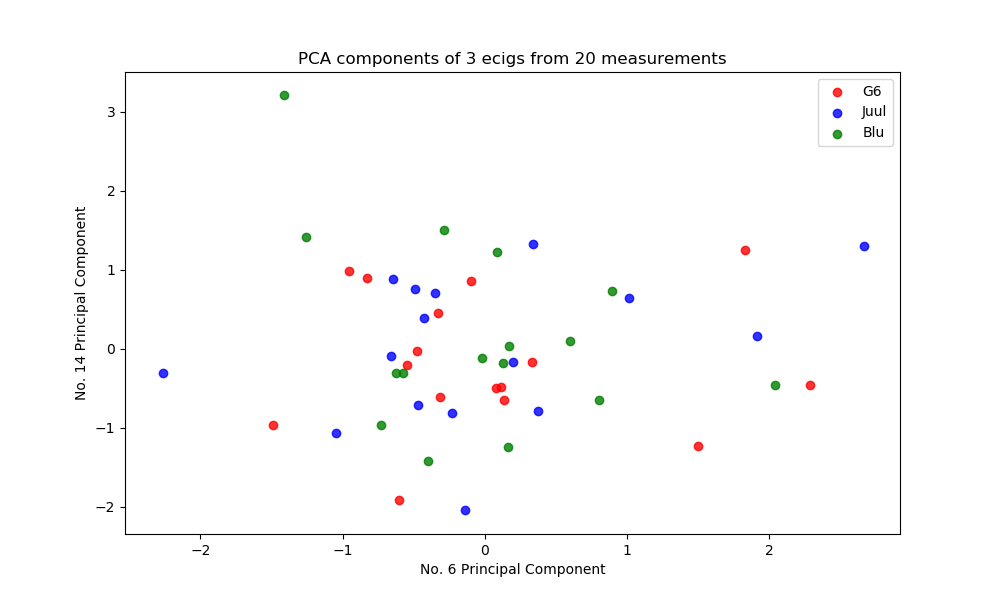 PCA components of 3 ecigs from 20 measurements
G6
Juul
Blu
3
2
1
0
−1
−2
No. 14 Principal Component
−2
−1
0
1
2
No. 6 Principal Component